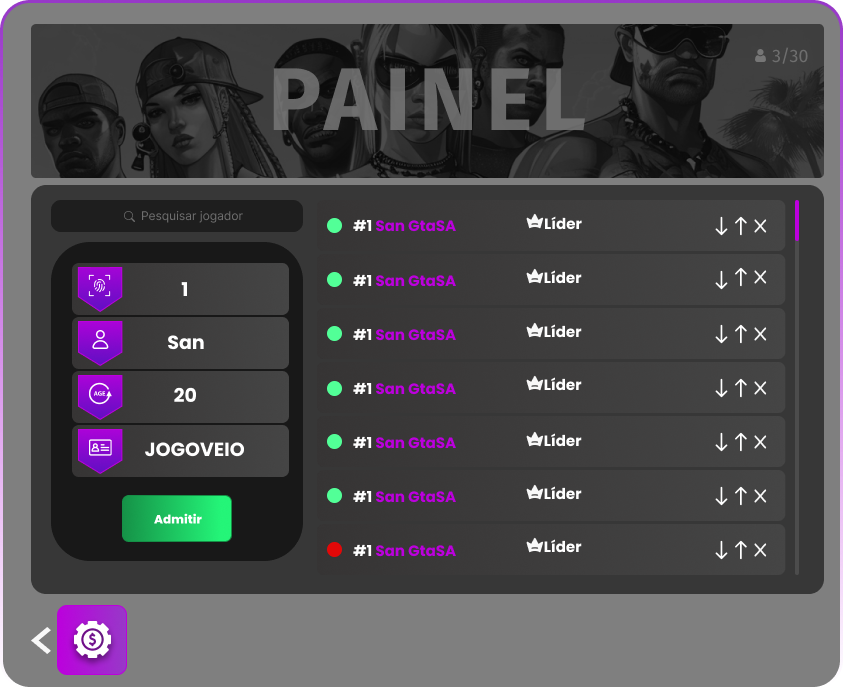 PAINEL
3/30
Pesquisar jogador
1
San
AGE
20
JOGOVEIO
Admitir
#1 San GtaSA Líder
#1 San GtaSA Líder
#1 San GtaSA Líder
#1 San GtaSA Líder
#1 San GtaSA Líder
#1 San GtaSA Líder
#1 San GtaSA Líder
$